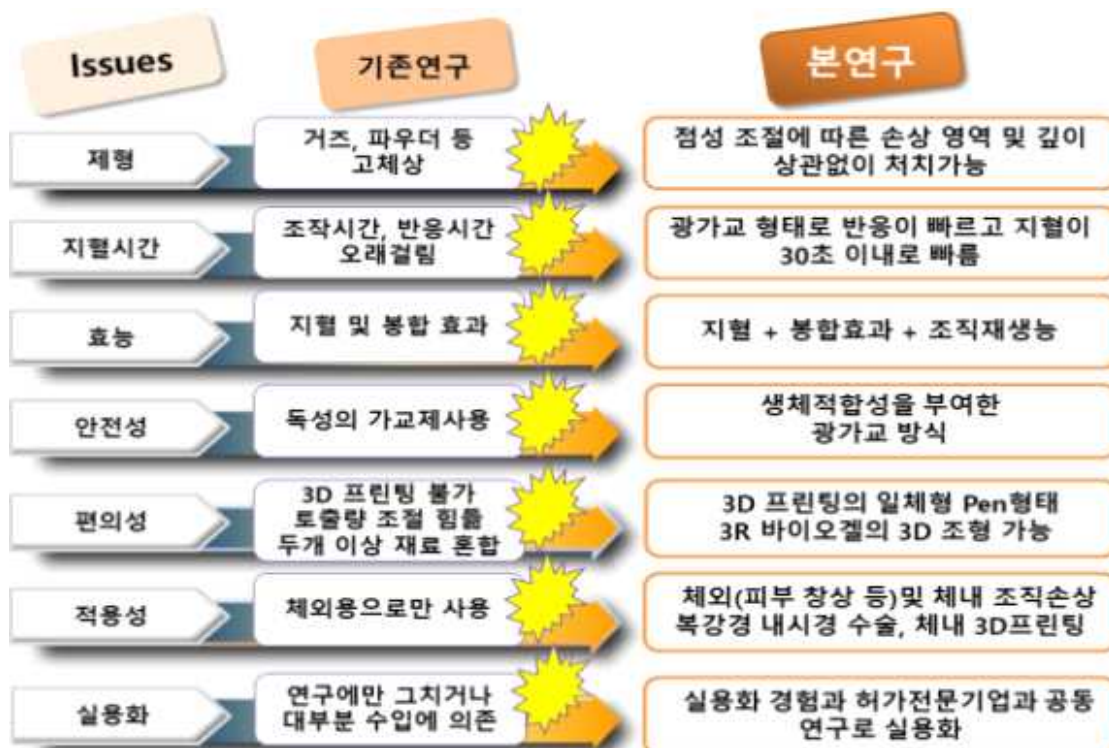 Issues
기존연구
본연구
제형
거즈, 파우더 등
고체상
점성 조절에 따른 손상 영역 및 깊이
상관없이 처치가능
지혈시간
조작시간, 반응시간
오래걸림
광가교 형태로 반응이 빠르고 지혈이
30초 이내로 빠름
효능
지혈 및 봉합 효과
지혈 + 봉합효과 + 조직재생능
안전성
독성의 가교제사용
생체적합성을 부여한
광가교 방식
편의성
3D 프린팅 불가
토출량 조절 힘듦
두개 이상 재료 혼합
3D 프린팅의 일체형 Pen형태
3R 바이오겔의 3D 조형 가능
적용성
체외용으로만 사용
체외(피부 창상 등)및 체내 조직손상
복강경 내시경 수술, 체내 3D프린팅
실용화
연구에만 그치거나
대부분 수입에 의존
실용화 경험과 허가전문기업과 공동
연구로 실용화